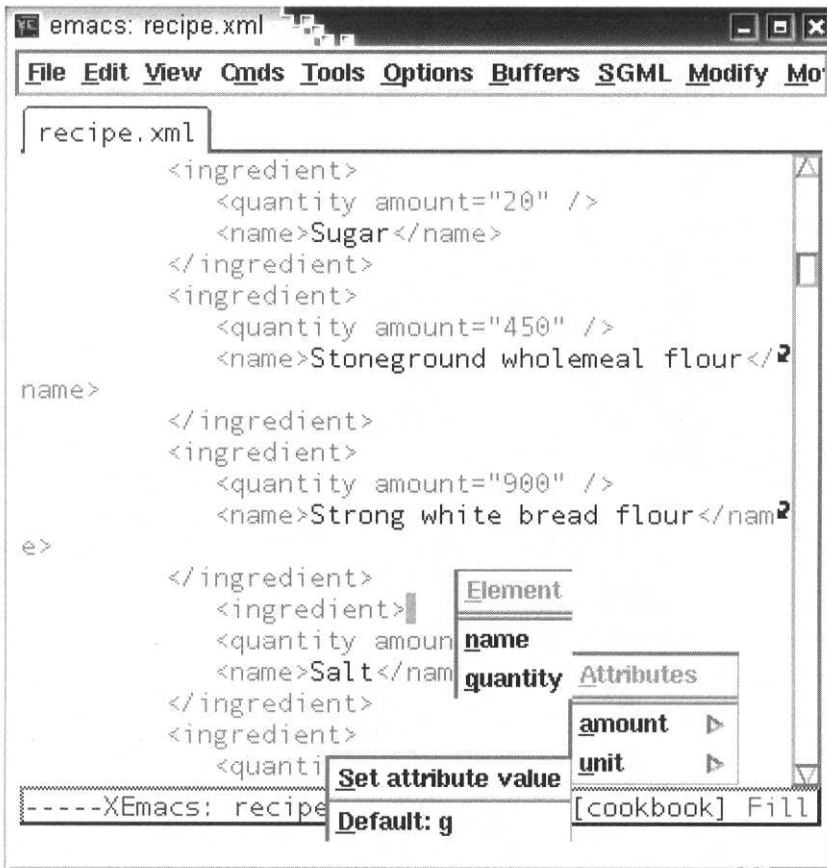 emacs: recipe.xml
File Edit View Cmds Tools Options Buffers SGML Modify Mo
recipe.xml
<ingredient>
<quantity amount="20" />
<name>Sugar</name>
</ingredient>
<ingredient>
<quantity amount="450" />
<name>Stoneground wholemeal flour</
name>
</ingredient>
<ingredient>
<quantity amount="900" />
<name>Strong white bread flour</nam
e>
</ingredient>
<ingredient>
<quantity amoun
<name>Salt</nam
</ingredient>
<ingredient>
<quanti
Element
name
quantity
Attributes
amount
unit
Set attribute value
Default: g
-----XEmacs: recipe [cookbook] Fill